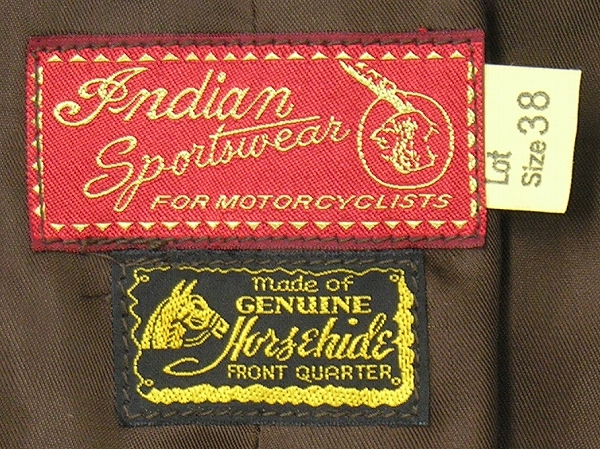 Indian
Sportswear
FOR MOTORCYCLISTS
Lot
Size 38
Made of
GENUINE
Horsehide
FRONT QUARTER